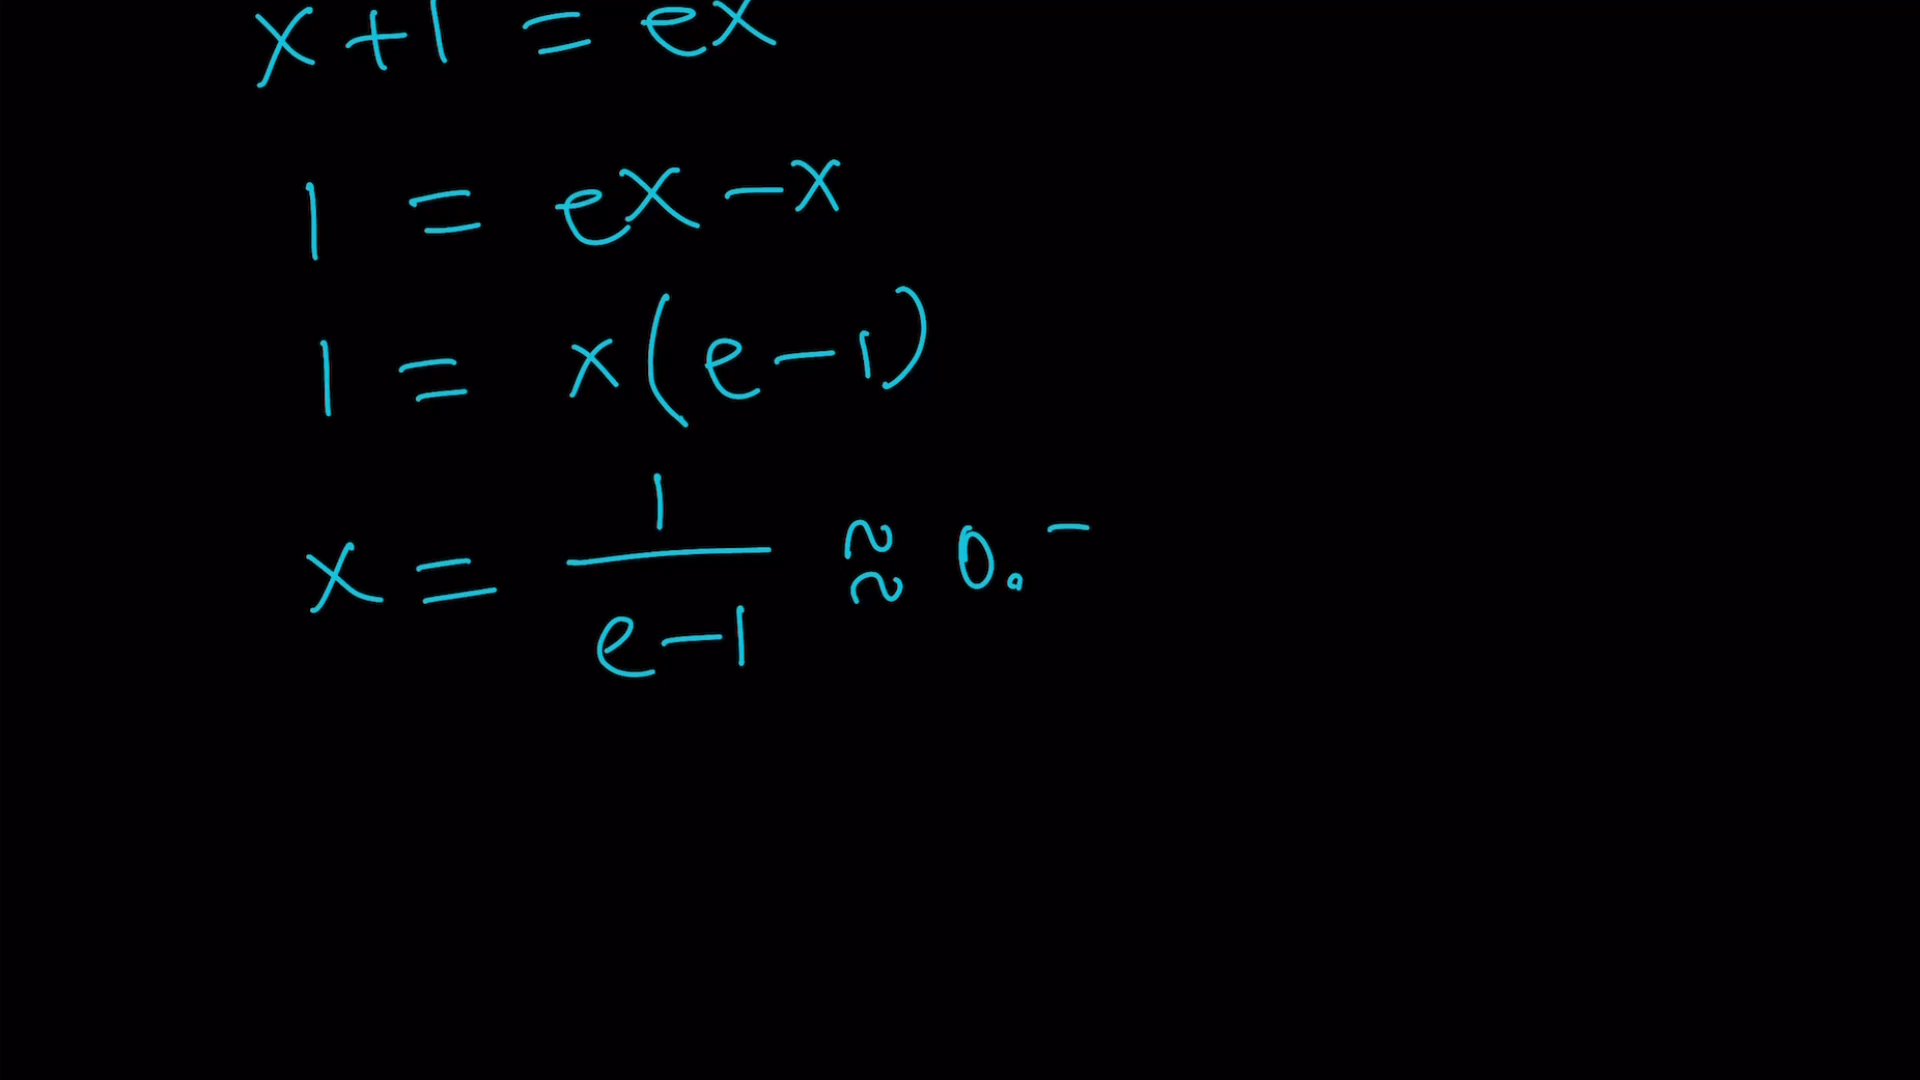 x+1 = ex
1 = ex-x
1 = x(e-1)
x = 1/(e-1) ≈ 0.